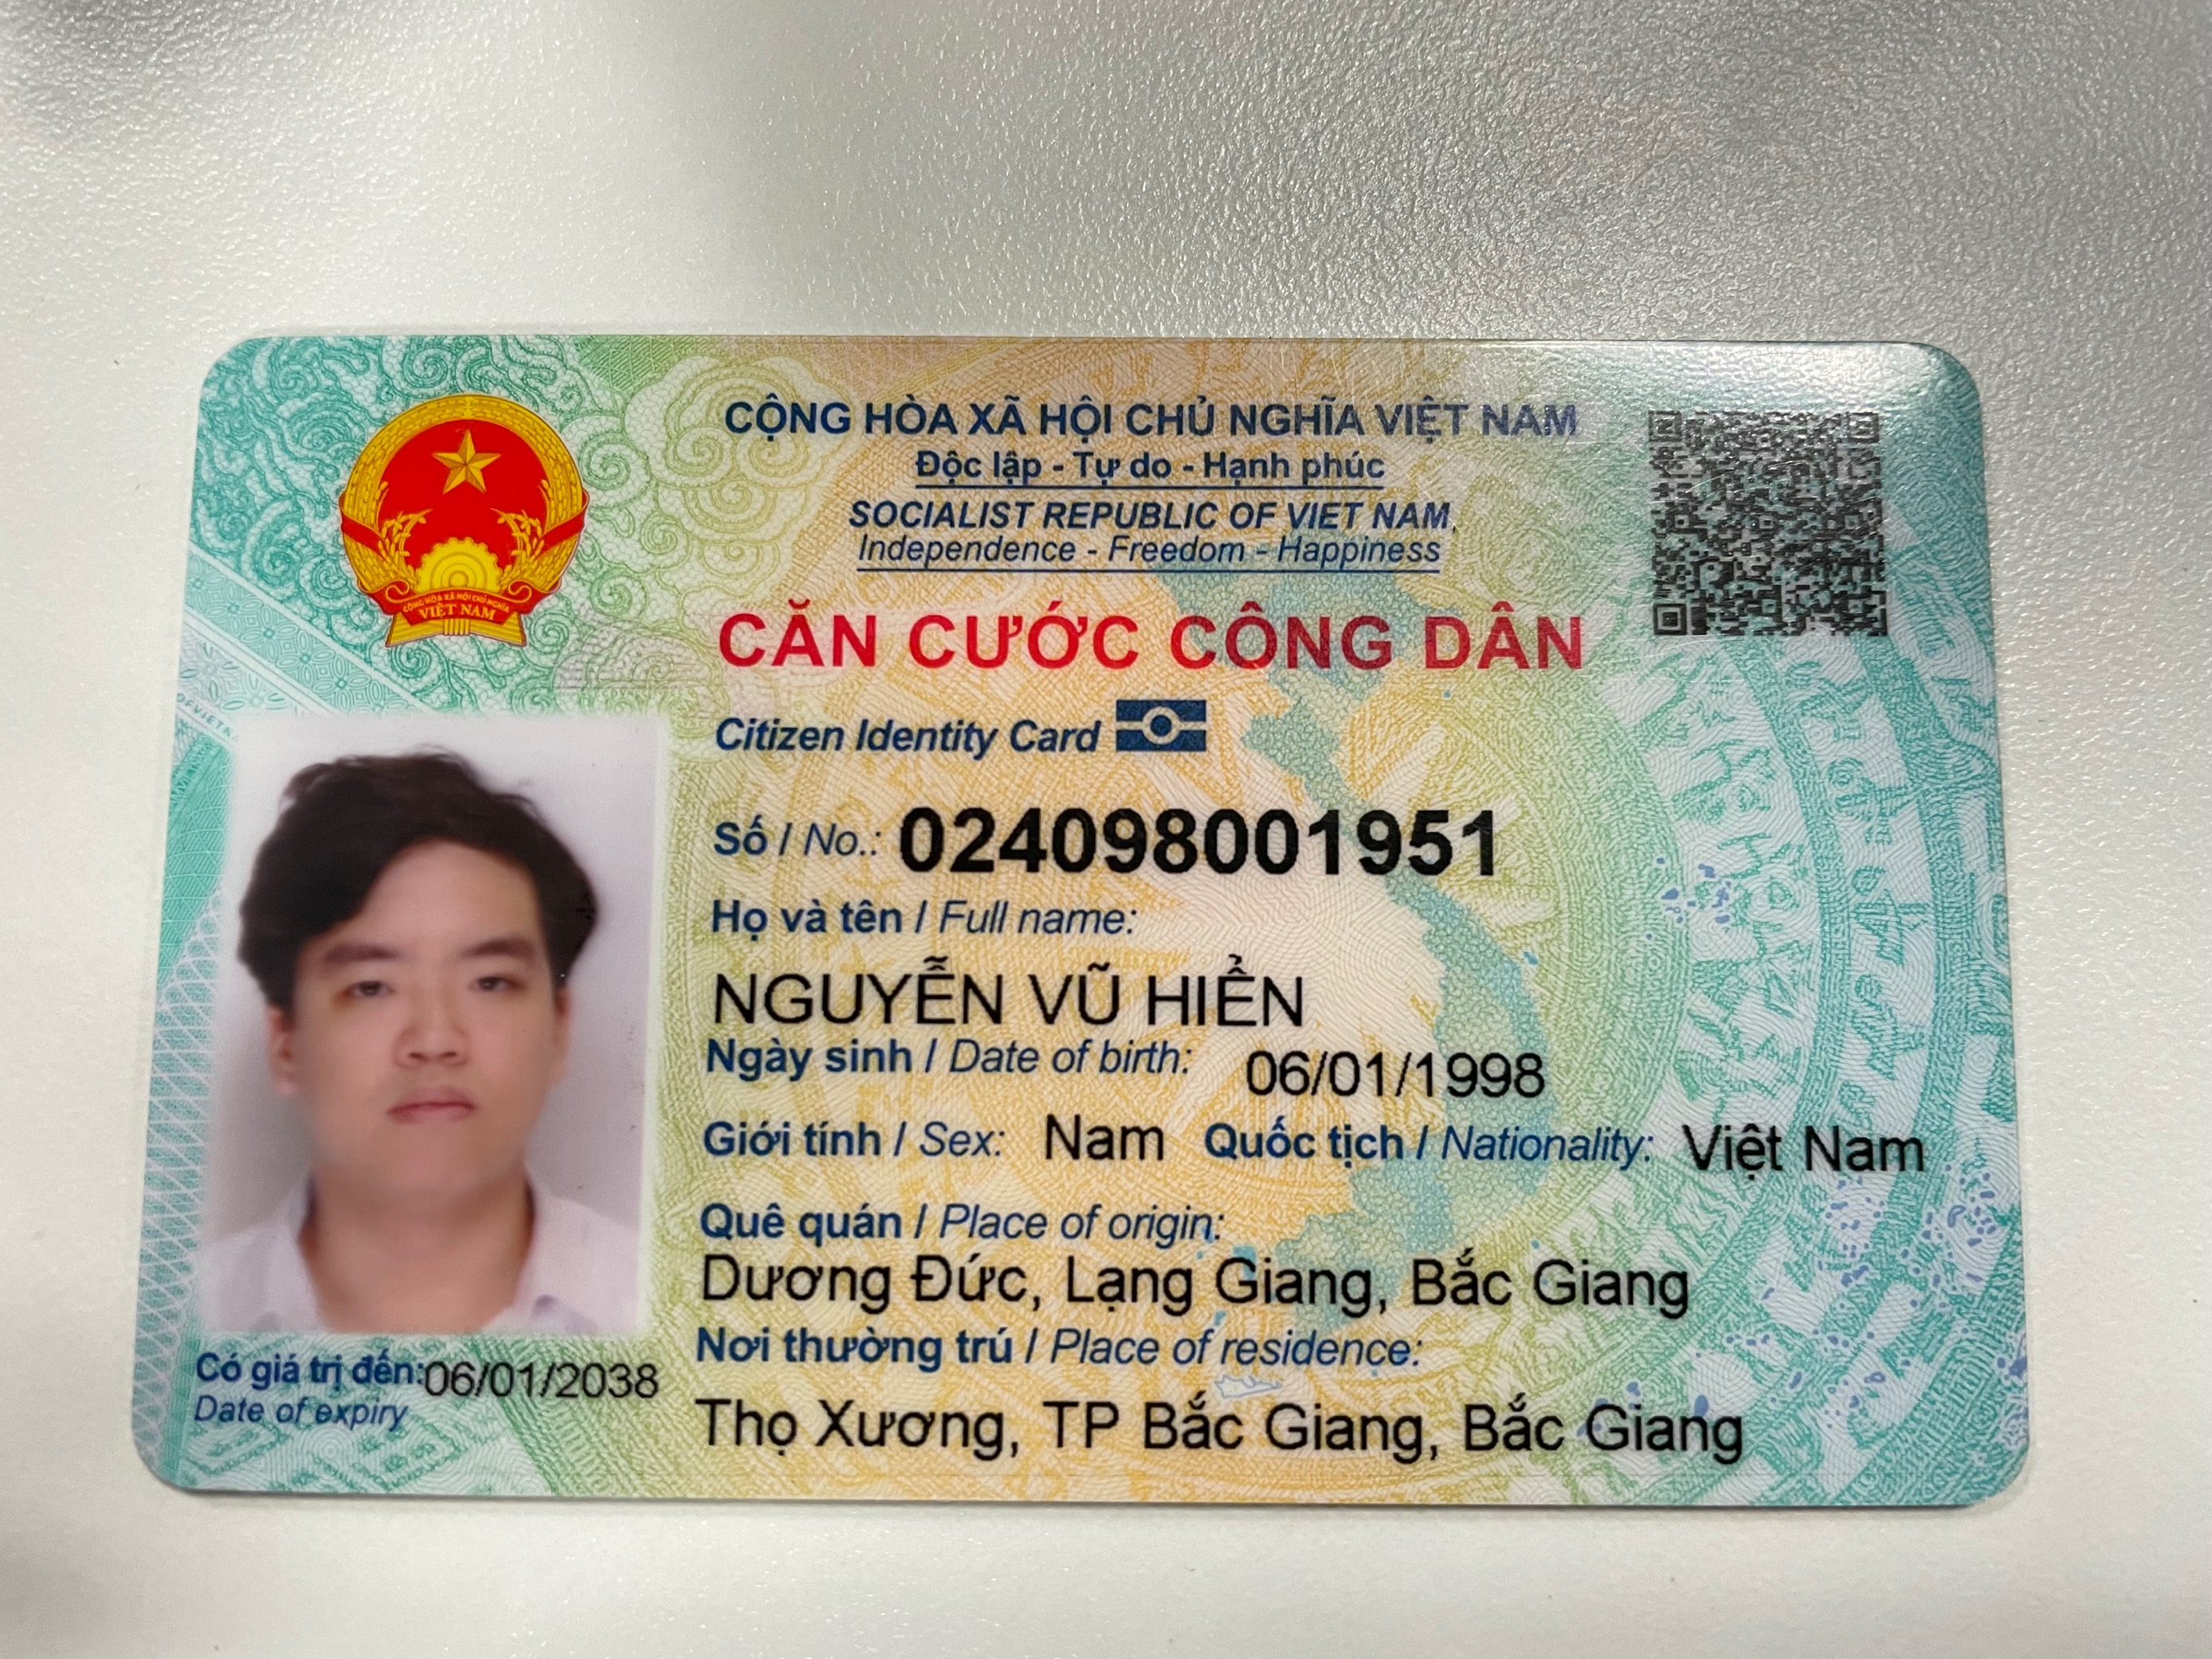 CỘNG HÒA XÃ HỘI CHỦ NGHĨA VIỆT NAM
Độc lập - Tự do - Hạnh phúc
SOCIALIST REPUBLIC OF VIET NAM
Independence - Freedom - Happiness
CỘNG HÒA XÃ HỘI CHỦ NGHĨA
VIỆT NAM
CĂN CƯỚC CÔNG DÂN
Citizen Identity Card
Số / No.: 024098001951
Họ và tên / Full name:
NGUYỄN VŨ HIỂN
Ngày sinh / Date of birth: 06/01/1998
Giới tính / Sex: Nam Quốc tịch / Nationality: Việt Nam
Quê quán / Place of origin:
Dương Đức, Lạng Giang, Bắc Giang
Nơi thường trú / Place of residence:
Thọ Xương, TP Bắc Giang, Bắc Giang
Có giá trị đến: 06/01/2038
Date of expiry